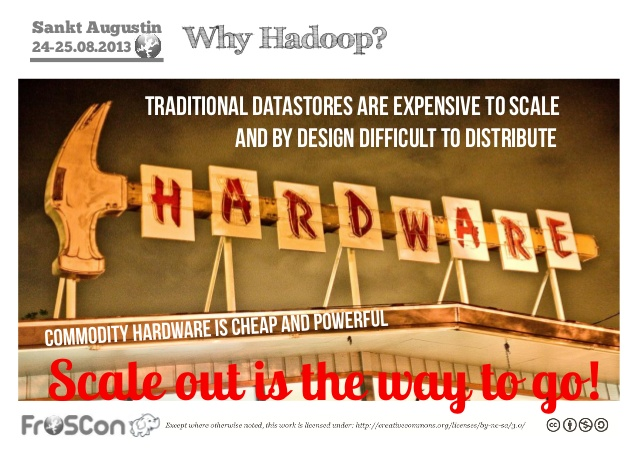 Sankt Augustin
24-25.08.2013
Why Hadoop?
TRADITIONAL DATASTORES ARE EXPENSIVE TO SCALE
AND BY DESIGN DIFFICULT TO DISTRIBUTE
HARDWARE
COMMODITY HARDWARE IS CHEAP AND POWERFUL
Scale out is the way to go!
FrOSCon
Except where otherwise noted, this work is licensed under: http://creativecommons.org/licenses/by-nc-sa/3.0/